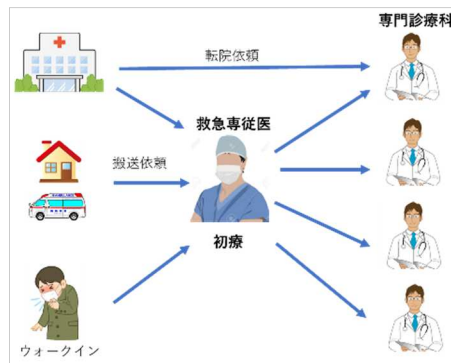 専門診療科
転院依頼
救急専従医
搬送依頼
初療
ウォークイン